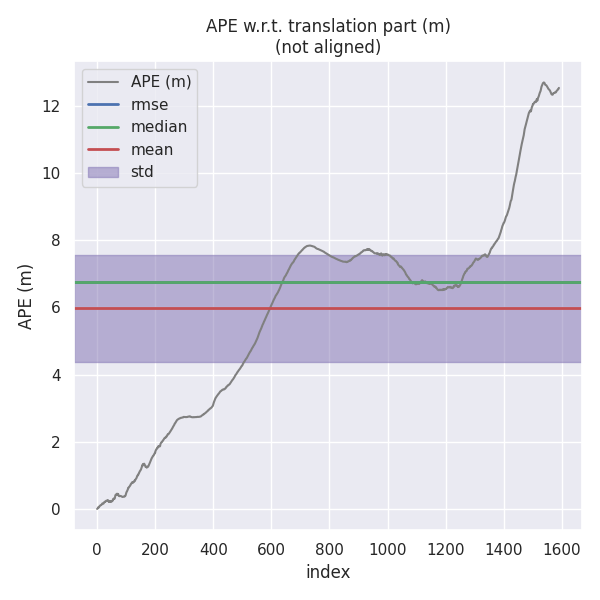 APE w.r.t. translation part (m)
(not aligned)
APE (m)
rmse
median
mean
std
12
10
8
6
4
2
0
APE (m)
0 200 400 600 800 1000 1200 1400 1600
index